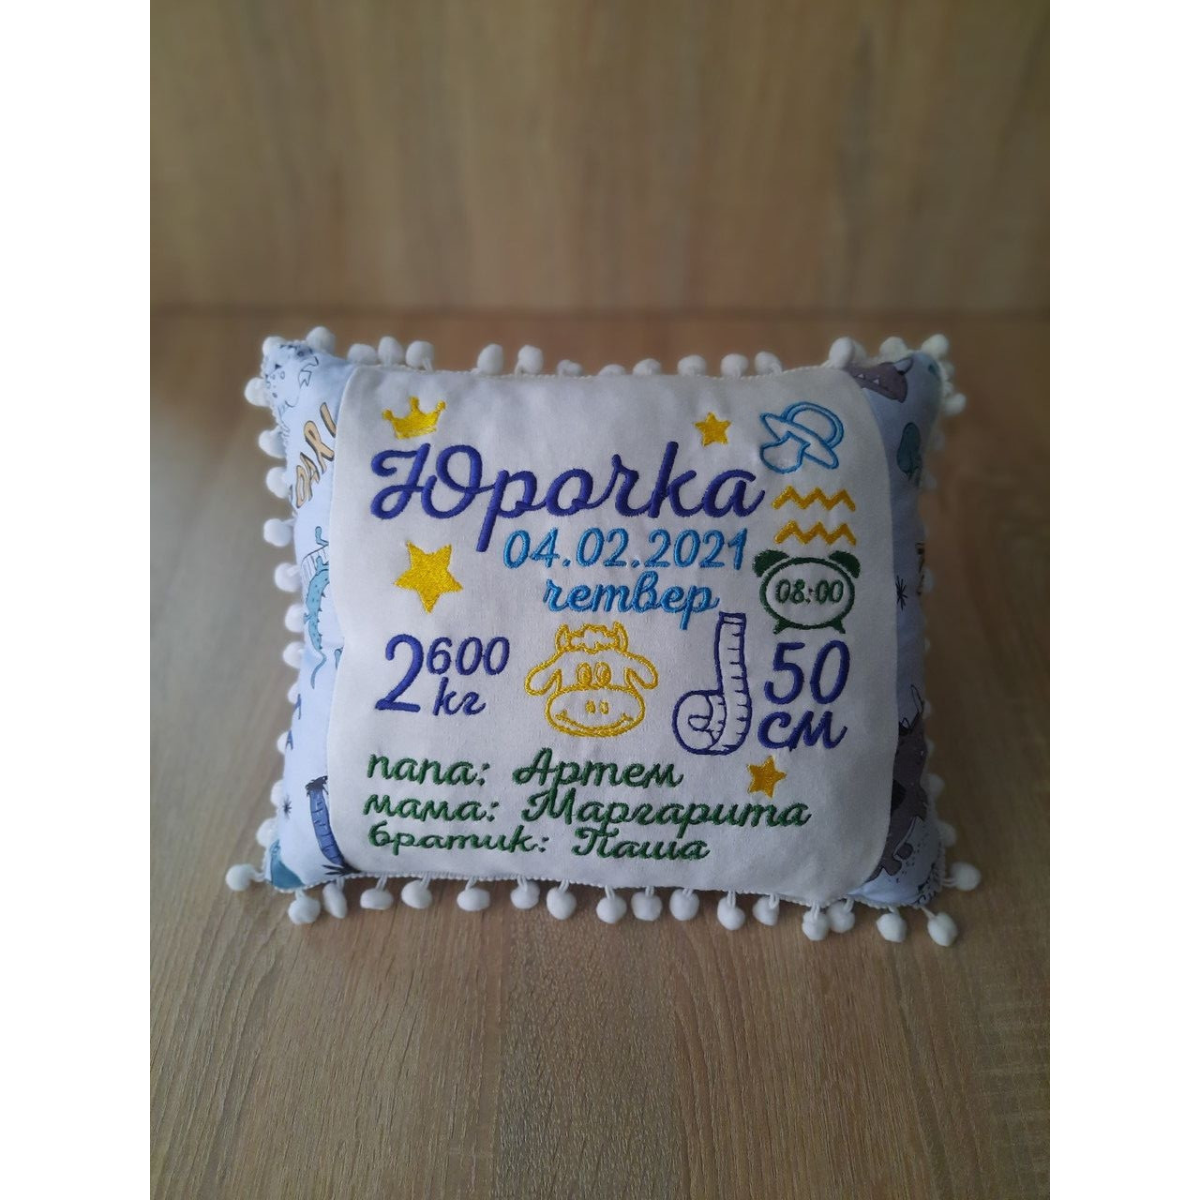 Юрочка
04.02.2021
четвер
08:00
2600 кг
50 см
папа: Артем
мама: Маргарита
братик: Паша